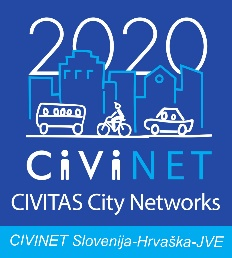 2020
CiViNET
CIVITAS City Networks
CIVINET Slovenija-Hrvaška-JVE